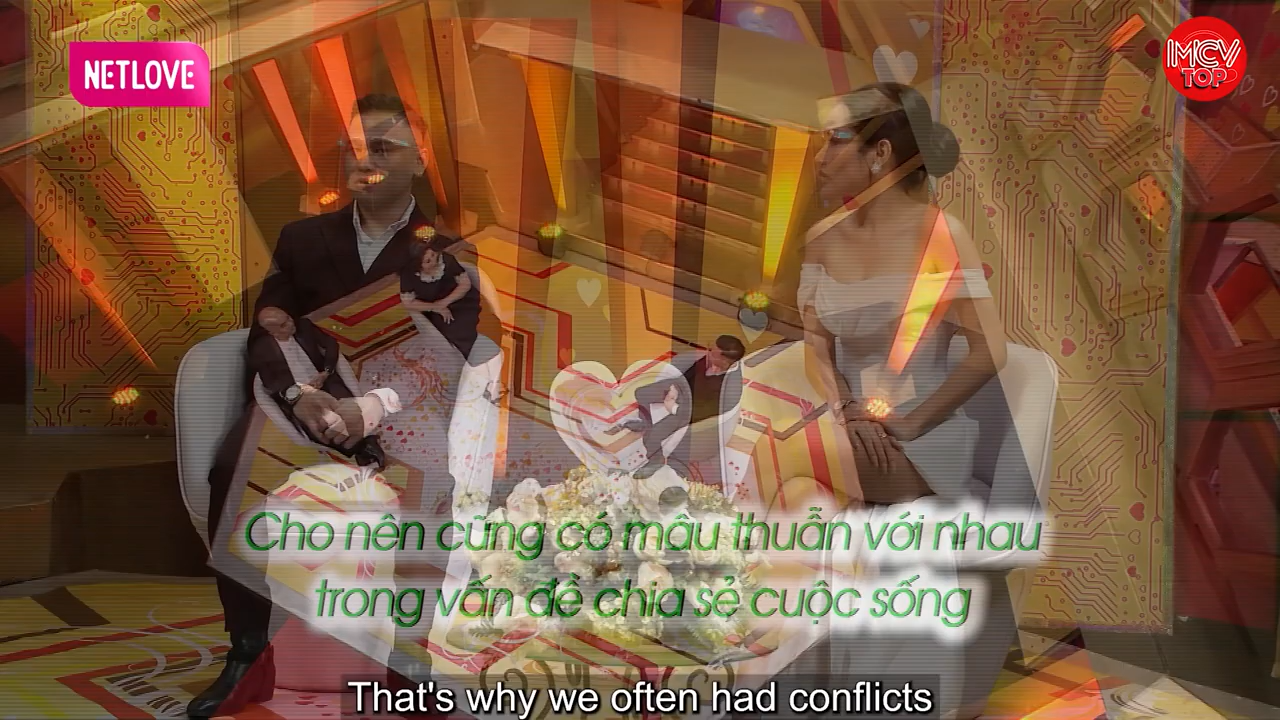 NETLOVE
MCV
TOP
Cho nên cũng có mâu thuẫn với nhau
trong vấn đề chia sẻ cuộc sống
That's why we often had conflicts